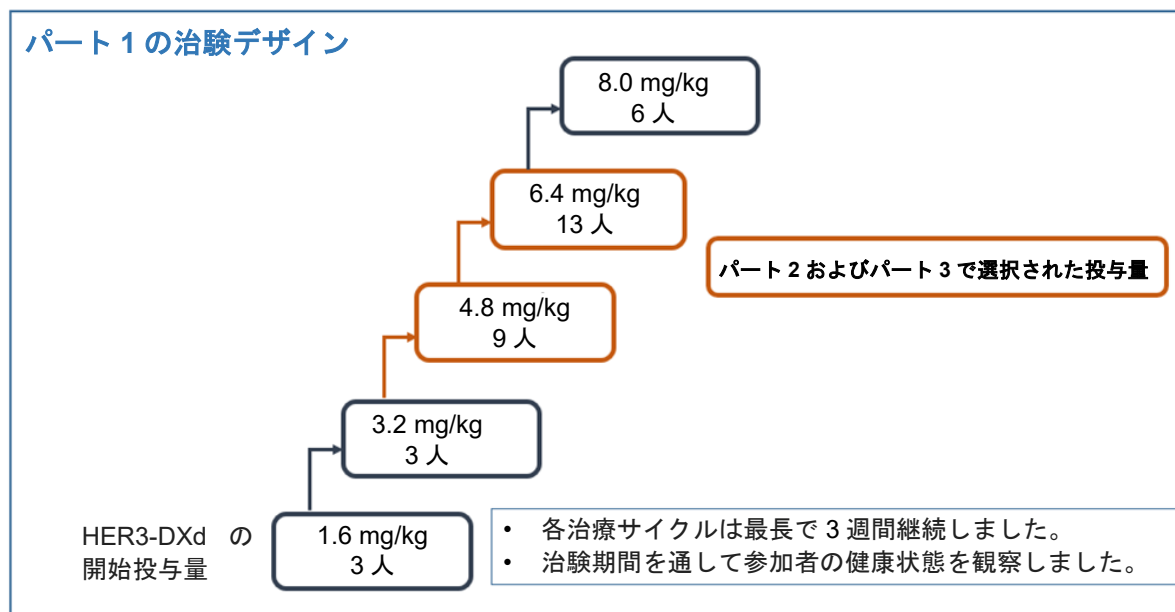 パート 1 の治験デザイン
8.0 mg/kg
6 人
6.4 mg/kg
13 人
パート 2 およびパート 3 で選択された投与量
4.8 mg/kg
9 人
3.2 mg/kg
3 人
HER3-DXd の
開始投与量
1.6 mg/kg
3 人
• 各治療サイクルは最長で 3 週間継続しました。
• 治験期間を通して参加者の健康状態を観察しました。